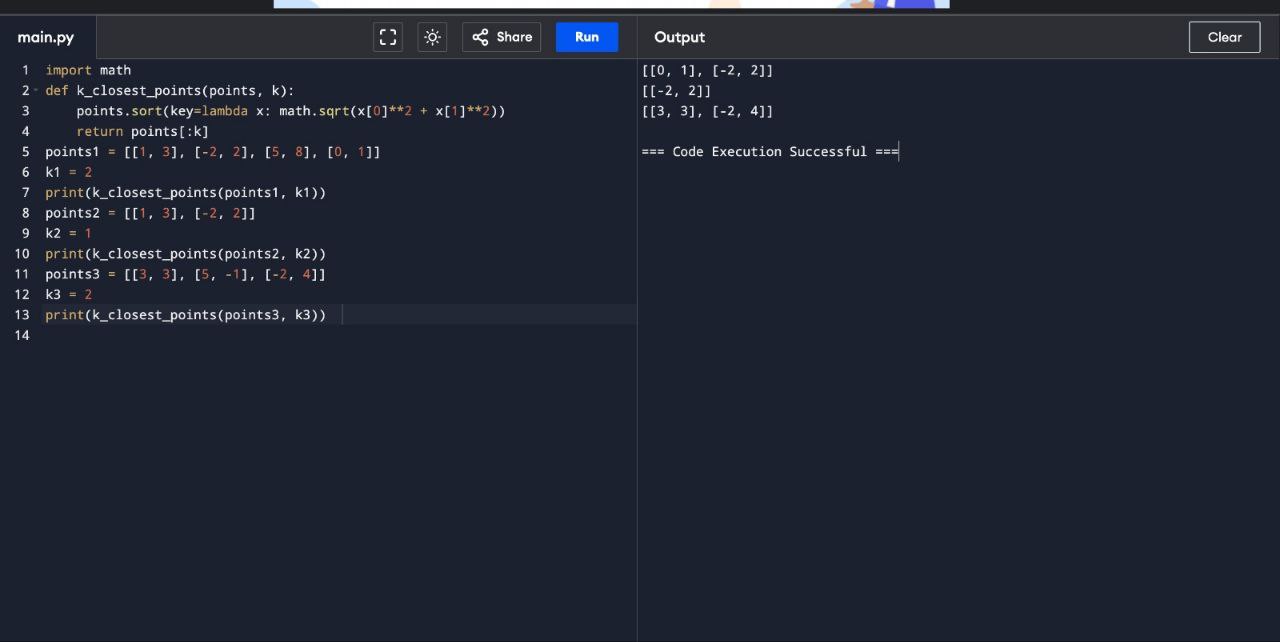 main.py
Share
Run
Output
Clear
1 import math
2 def k_closest_points(points, k):
3     points.sort(key=lambda x: math.sqrt(x[0]**2 + x[1]**2))
4     return points[:k]
5 points1 = [[1, 3], [-2, 2], [5, 8], [0, 1]]
6 k1 = 2
7 print(k_closest_points(points1, k1))
8 points2 = [[1, 3], [-2, 2]]
9 k2 = 1
10 print(k_closest_points(points2, k2))
11 points3 = [[3, 3], [5, -1], [-2, 4]]
12 k3 = 2
13 print(k_closest_points(points3, k3))
14
[[0, 1], [-2, 2]]
[[-2, 2]]
[[3, 3], [-2, 4]]
=== Code Execution Successful ===